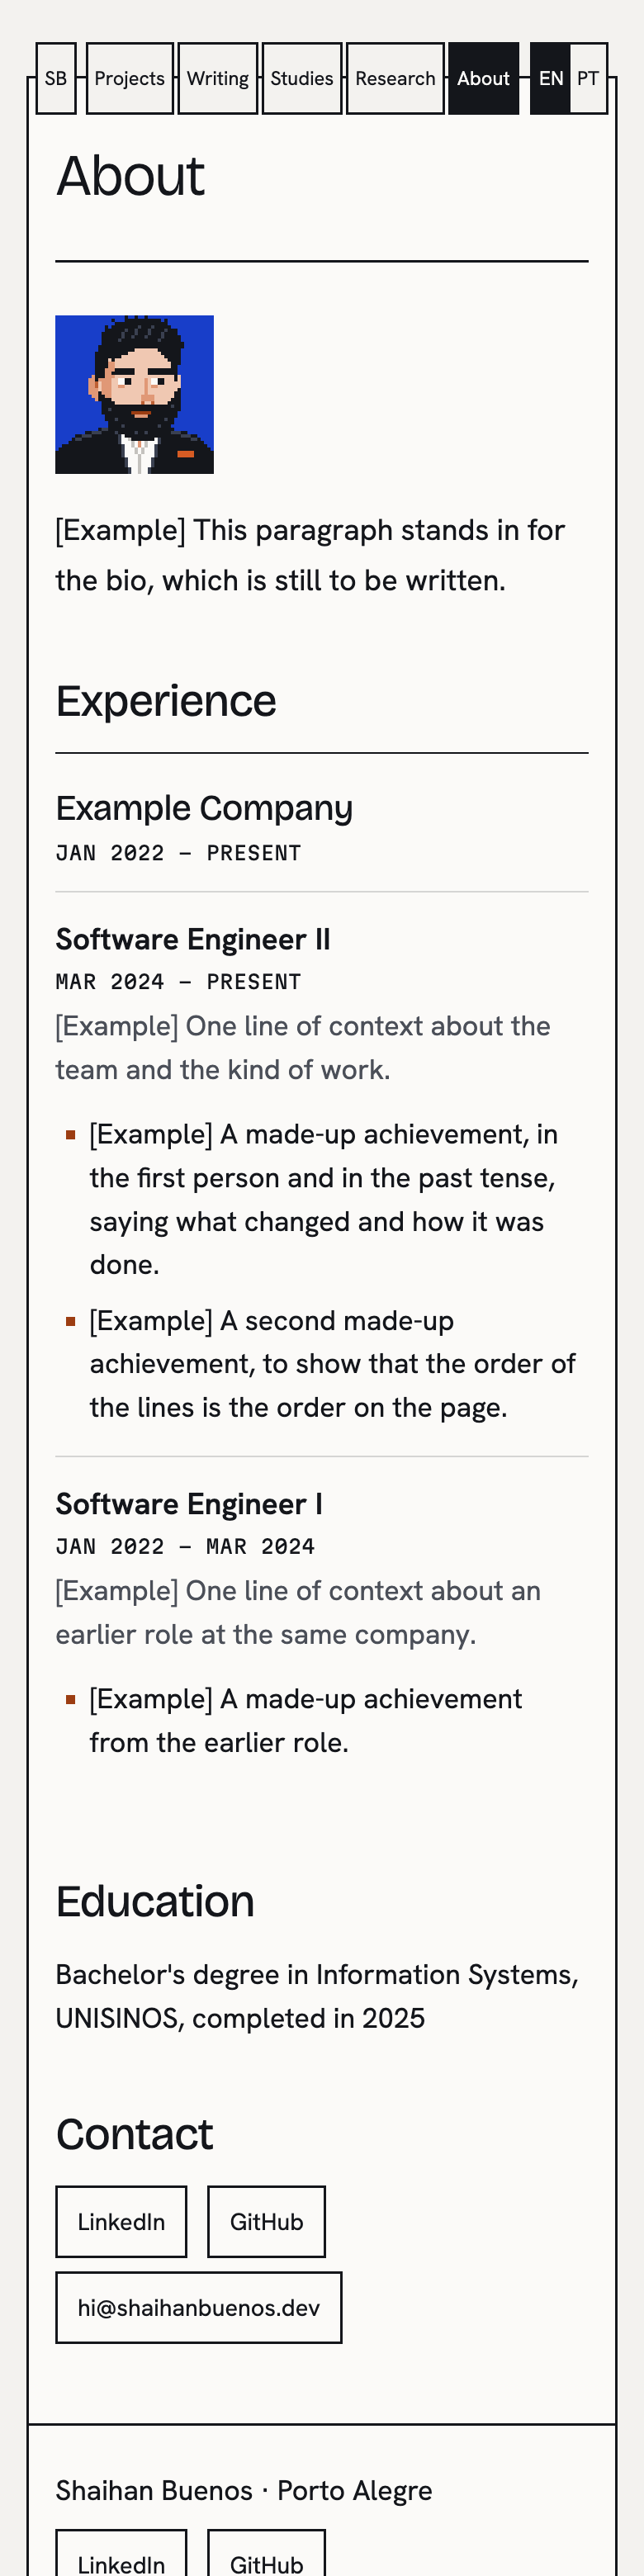 SB Projects Writing Studies Research About EN PT
About
[Example] This paragraph stands in for
the bio, which is still to be written.
Experience
Example Company
JAN 2022 – PRESENT
Software Engineer II
MAR 2024 – PRESENT
[Example] One line of context about the
team and the kind of work.
[Example] A made-up achievement, in
the first person and in the past tense,
saying what changed and how it was
done.
[Example] A second made-up
achievement, to show that the order of
the lines is the order on the page.
Software Engineer I
JAN 2022 – MAR 2024
[Example] One line of context about an
earlier role at the same company.
[Example] A made-up achievement
from the earlier role.
Education
Bachelor's degree in Information Systems,
UNISINOS, completed in 2025
Contact
LinkedIn GitHub
hi@shaihanbuenos.dev
Shaihan Buenos · Porto Alegre
LinkedIn GitHub